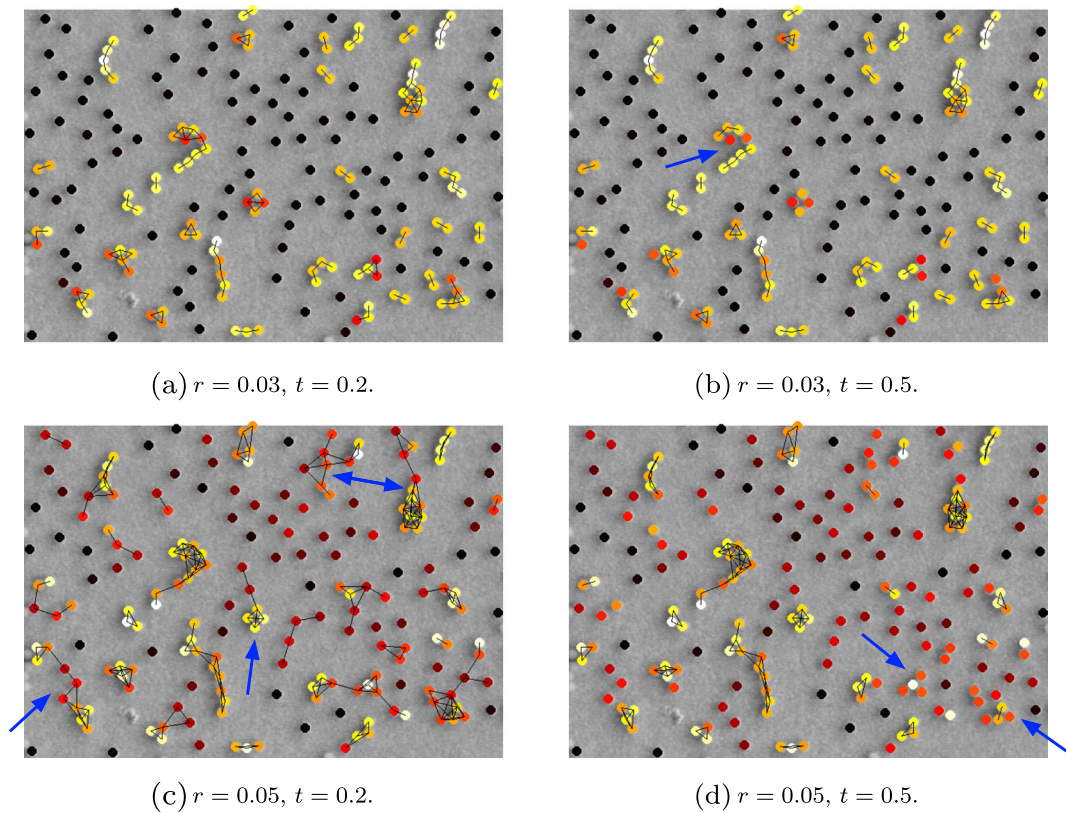 (a) r = 0.03, t = 0.2.
(b) r = 0.03, t = 0.5.
(c) r = 0.05, t = 0.2.
(d) r = 0.05, t = 0.5.